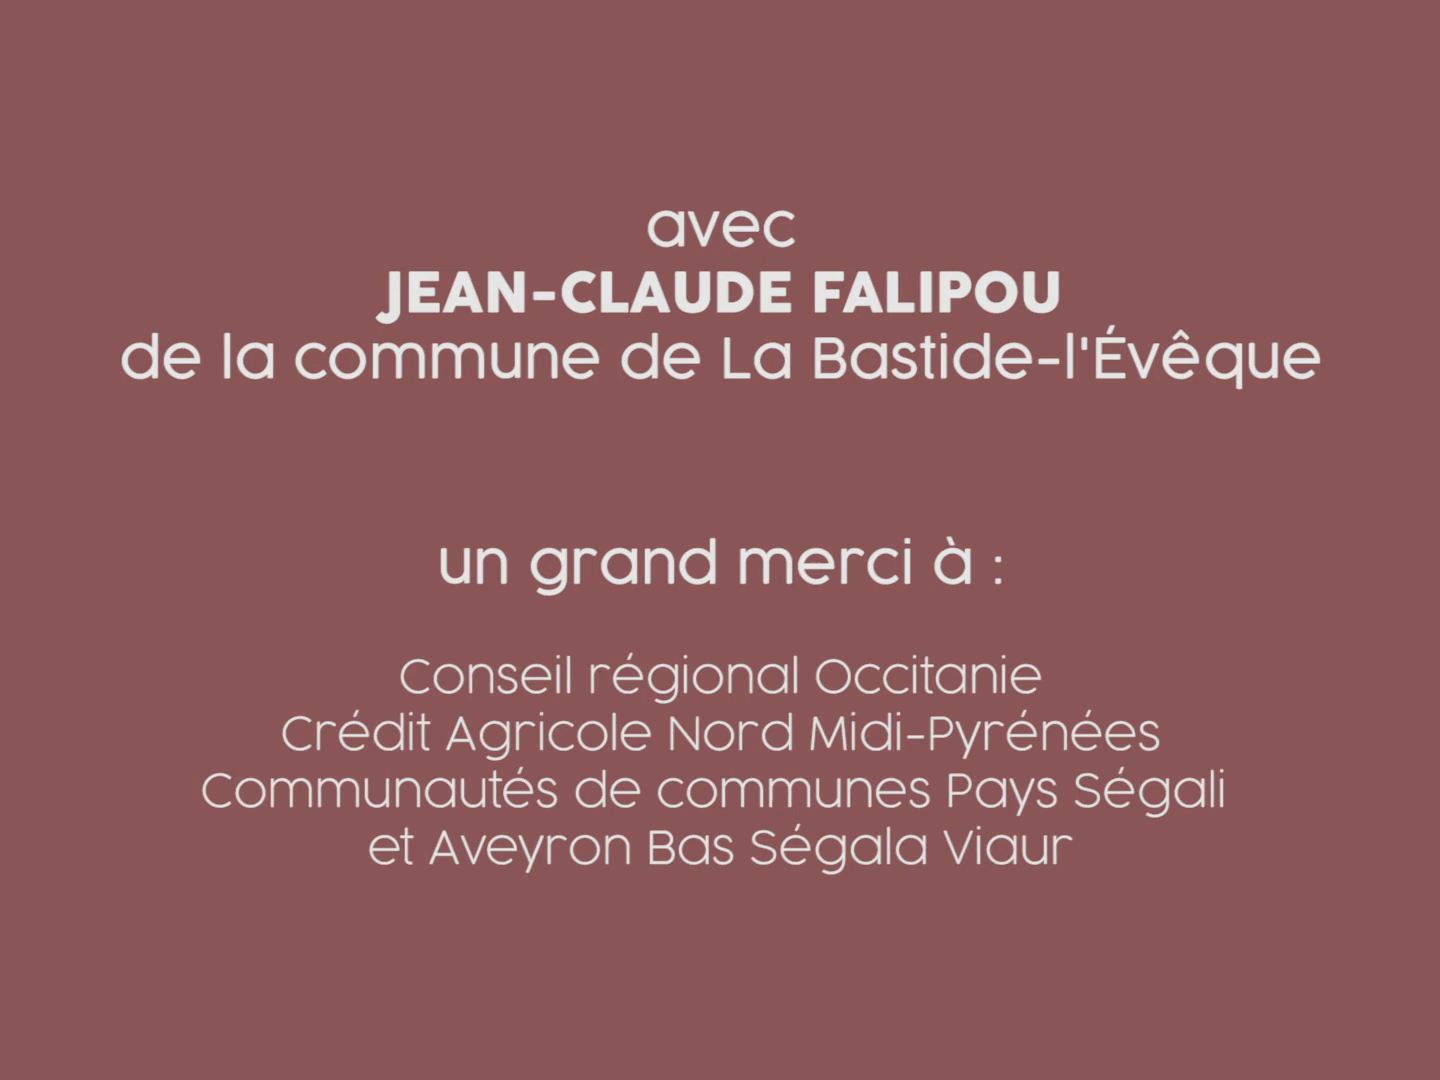 avec
JEAN-CLAUDE FALIPOU
de la commune de La Bastide-l'Évêque
un grand merci à :
Conseil régional Occitanie
Crédit Agricole Nord Midi-Pyrénées
Communautés de communes Pays Ségali
et Aveyron Bas Ségala Viaur